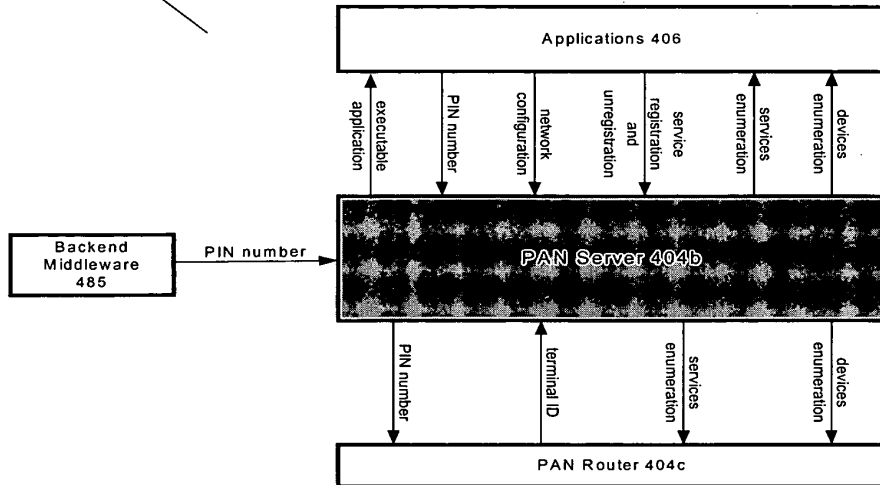 Applications 406
executable
application
PIN number
network
configuration
service
registration
and
unregistration
services
enumeration
devices
enumeration
Backend
Middleware
485
PIN number
PAN Server 404b
PIN number
terminal ID
services
enumeration
devices
enumeration
PAN Router 404c